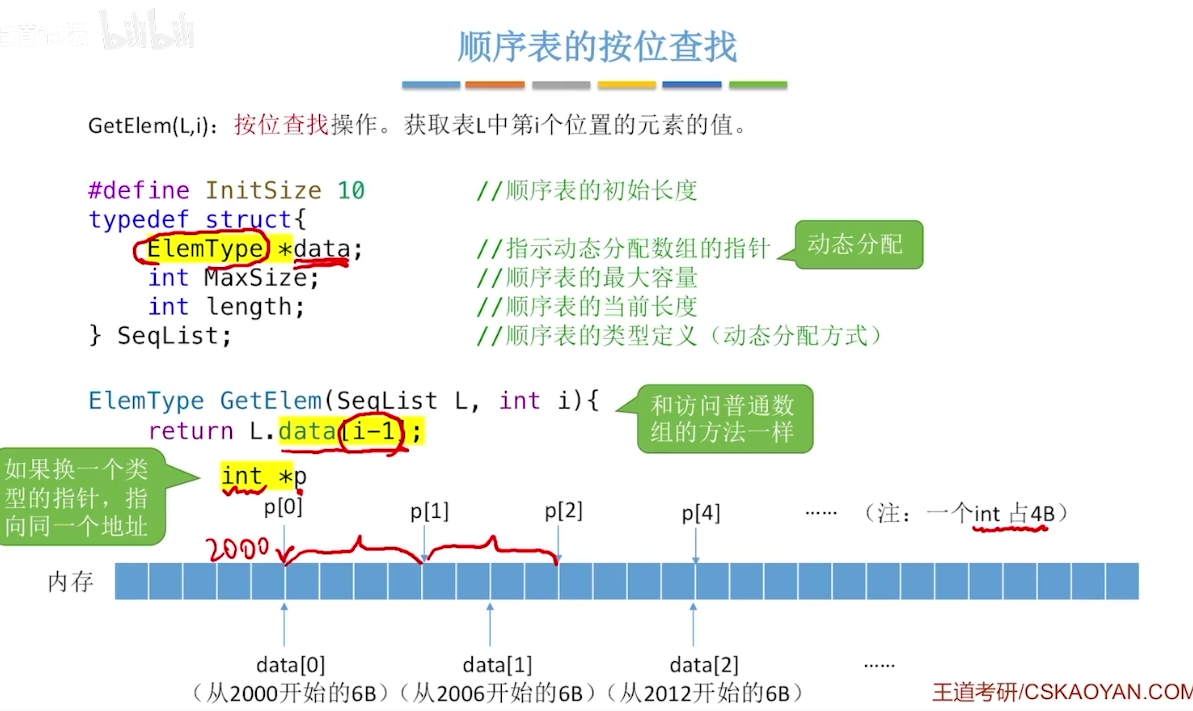 bilibili
顺序表的按位查找
GetElem(L,i)：按位查找操作。获取表L中第i个位置的元素的值。
#define InitSize 10 //顺序表的初始长度
typedef struct{
ElemType *data; //指示动态分配数组的指针
动态分配
int MaxSize; //顺序表的最大容量
int length; //顺序表的当前长度
} SeqList; //顺序表的类型定义（动态分配方式）
ElemType GetElem(SeqList L, int i){
return L.data[i-1];
和访问普通数
组的方法一样
如果换一个类
型的指针，指
向同一个地址
int *p
p[0] p[1] p[2] p[4] …… （注：一个int 占4B）
2000
内存
data[0] data[1] data[2] ……
（从2000开始的6B）（从2006开始的6B）（从2012开始的6B）
王道考研/CSKAOYAN.COM